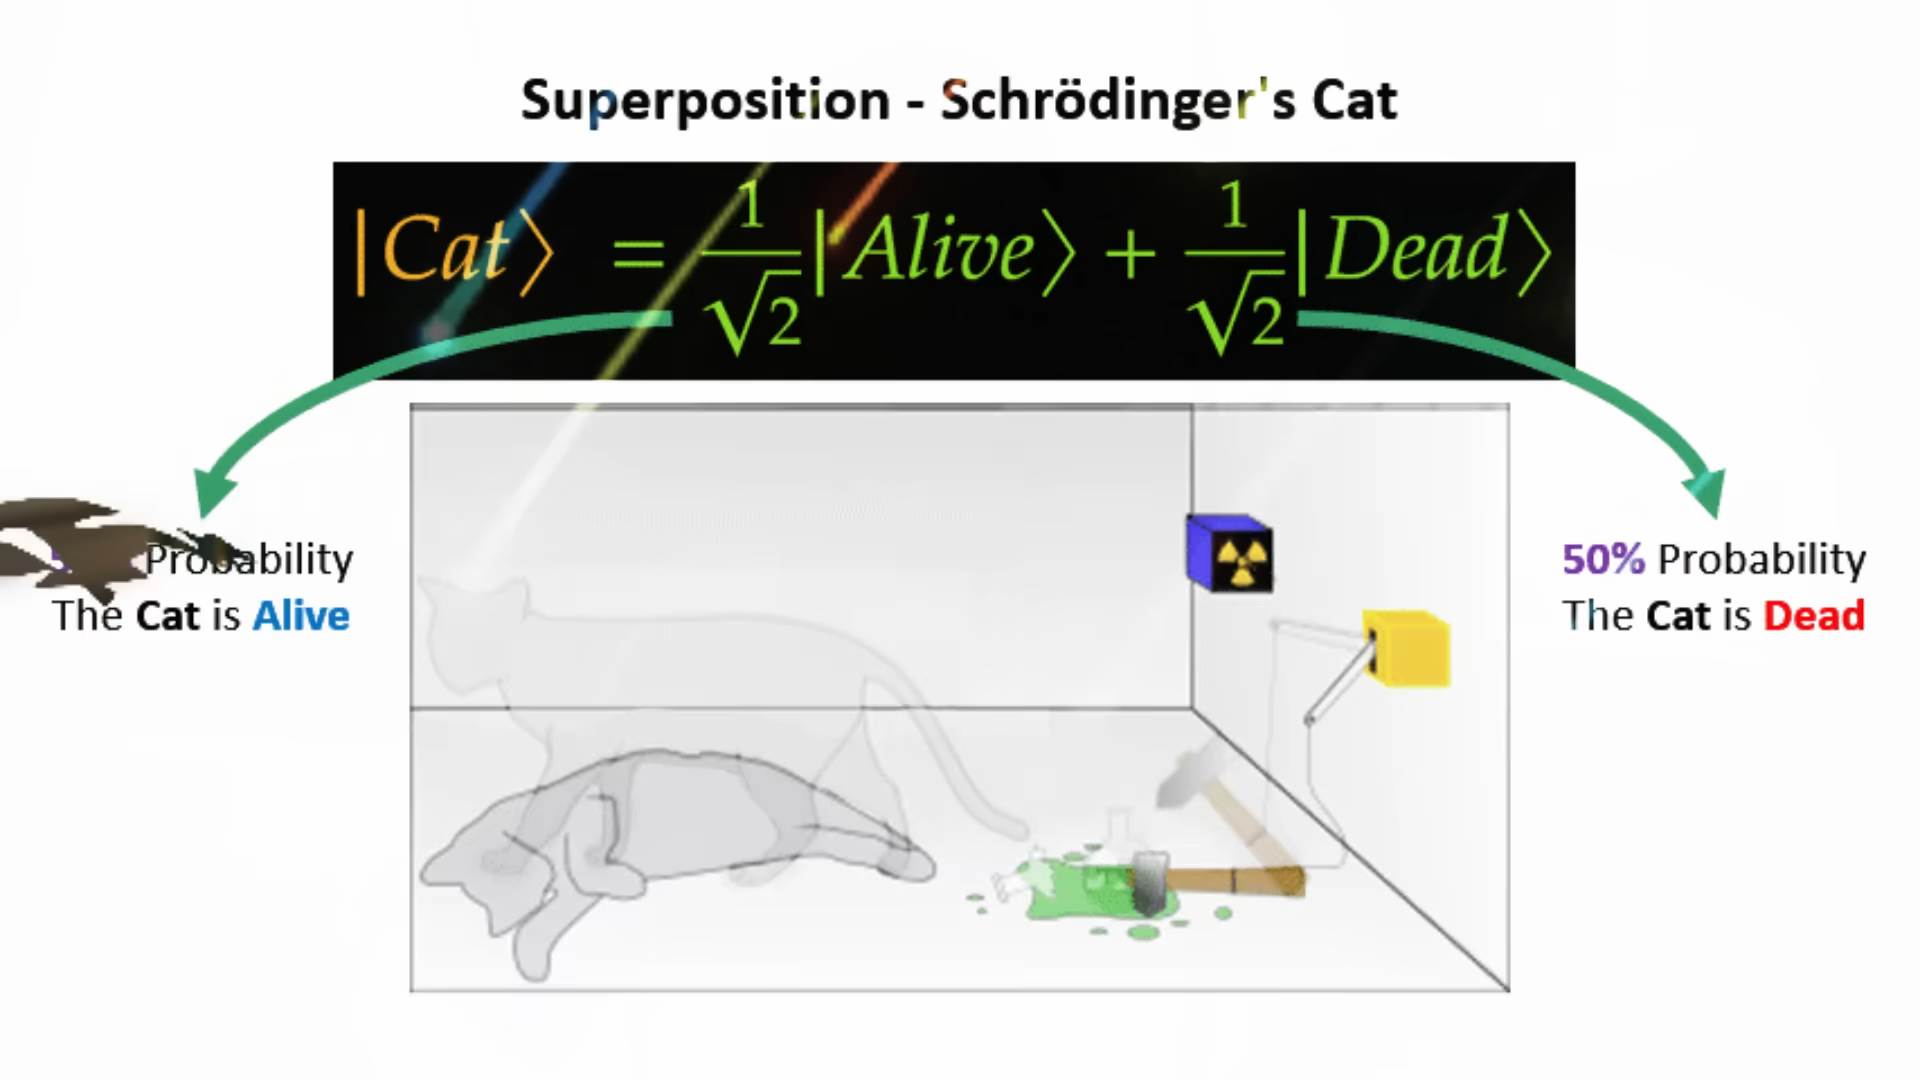 Superposition - Schrödinger's Cat
|Cat⟩ = 1/√2 |Alive⟩ + 1/√2 |Dead⟩
Probability
The Cat is Alive
50% Probability
The Cat is Dead